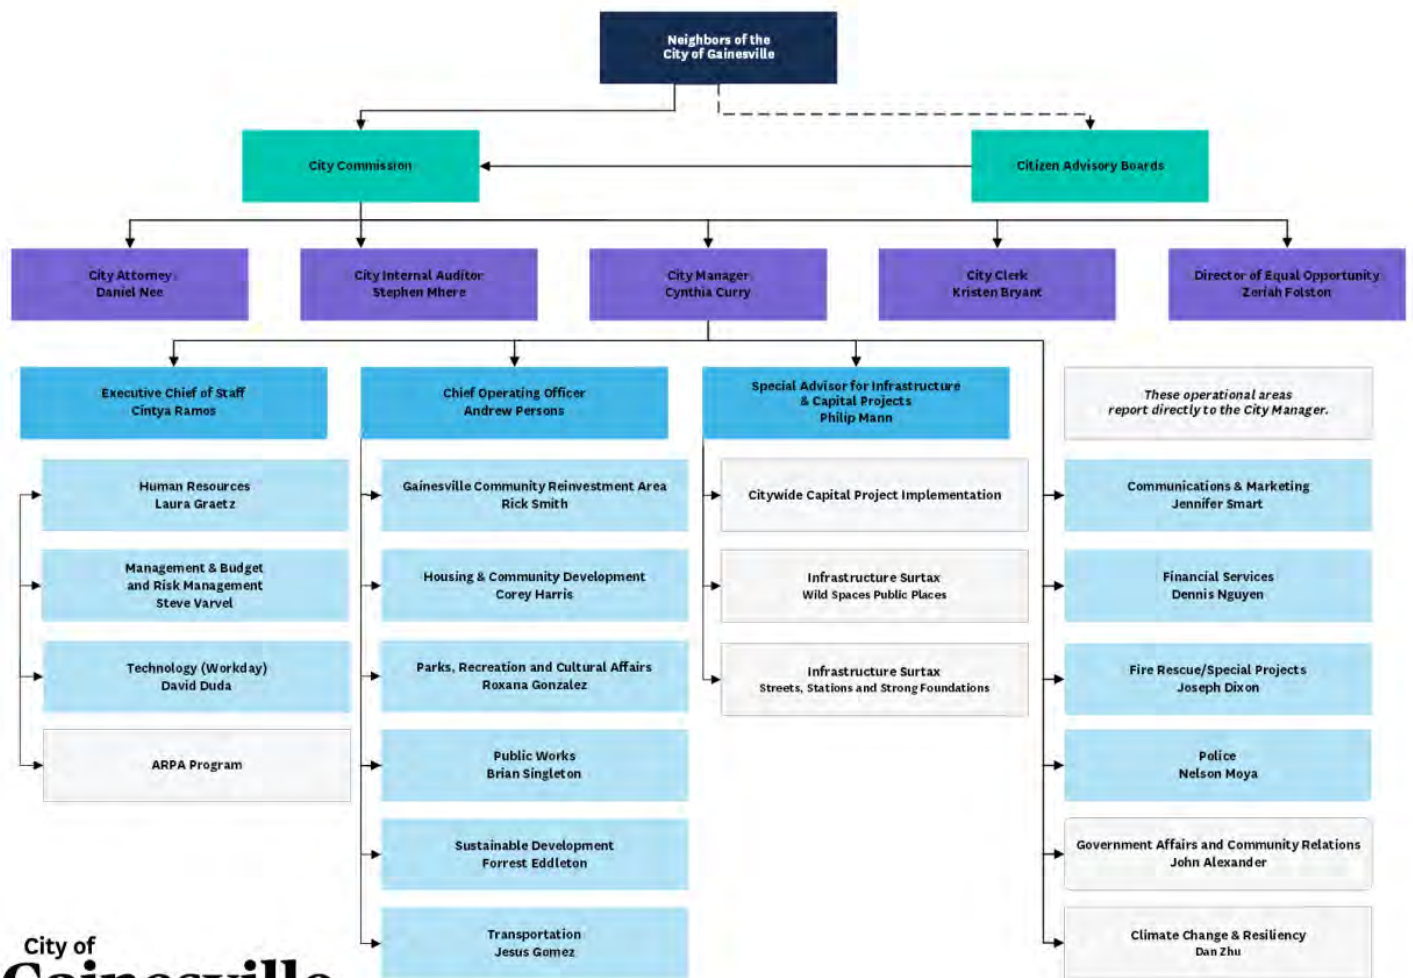 Neighbors of the
City of Gainesville
City Commission
Citizen Advisory Boards
City Attorney
Daniel Nee
City Internal Auditor
Stephen Mhere
City Manager
Cynthia Curry
City Clerk
Kristen Bryant
Director of Equal Opportunity
Zeriah Folston
Executive Chief of Staff
Cintya Ramos
Chief Operating Officer
Andrew Persons
Special Advisor for Infrastructure
& Capital Projects
Philip Mann
These operational areas
report directly to the City Manager.
Human Resources
Laura Graetz
Management & Budget
and Risk Management
Steve Varvel
Technology (Workday)
David Duda
ARPA Program
Gainesville Community Reinvestment Area
Rick Smith
Housing & Community Development
Corey Harris
Parks, Recreation and Cultural Affairs
Roxana Gonzalez
Public Works
Brian Singleton
Sustainable Development
Forrest Eddleton
Transportation
Jesus Gomez
Citywide Capital Project Implementation
Infrastructure Surtax
Wild Spaces Public Places
Infrastructure Surtax
Streets, Stations and Strong Foundations
Communications & Marketing
Jennifer Smart
Financial Services
Dennis Nguyen
Fire Rescue/Special Projects
Joseph Dixon
Police
Nelson Moya
Government Affairs and Community Relations
John Alexander
Climate Change & Resiliency
Dan Zhu
City of
Gainesville